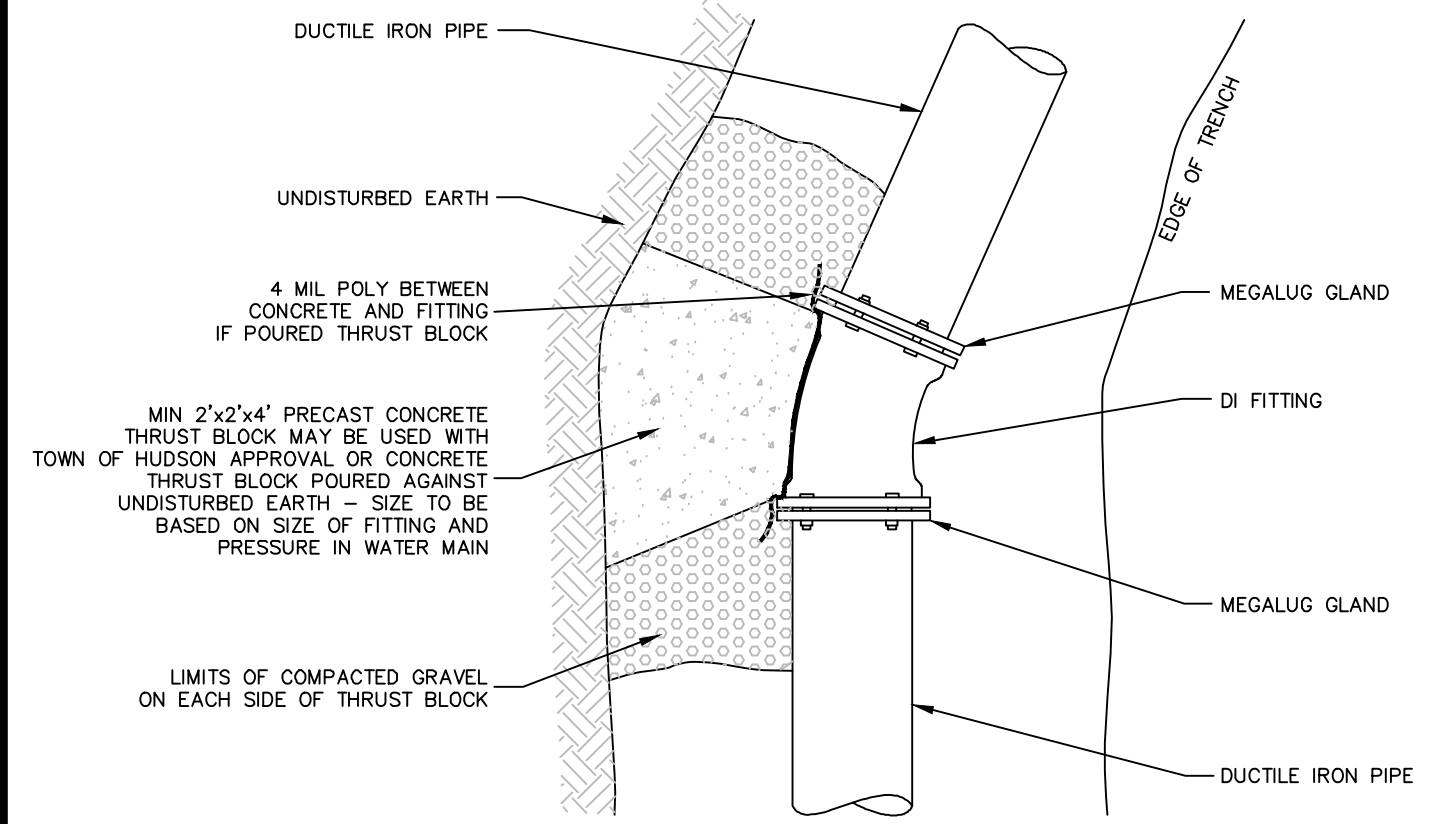 DUCTILE IRON PIPE
UNDISTURBED EARTH
4 MIL POLY BETWEEN
CONCRETE AND FITTING
IF POURED THRUST BLOCK
MIN 2'x2'x4' PRECAST CONCRETE
THRUST BLOCK MAY BE USED WITH
TOWN OF HUDSON APPROVAL OR CONCRETE
THRUST BLOCK POURED AGAINST
UNDISTURBED EARTH – SIZE TO BE
BASED ON SIZE OF FITTING AND
PRESSURE IN WATER MAIN
LIMITS OF COMPACTED GRAVEL
ON EACH SIDE OF THRUST BLOCK
EDGE OF TRENCH
MEGALUG GLAND
DI FITTING
MEGALUG GLAND
DUCTILE IRON PIPE